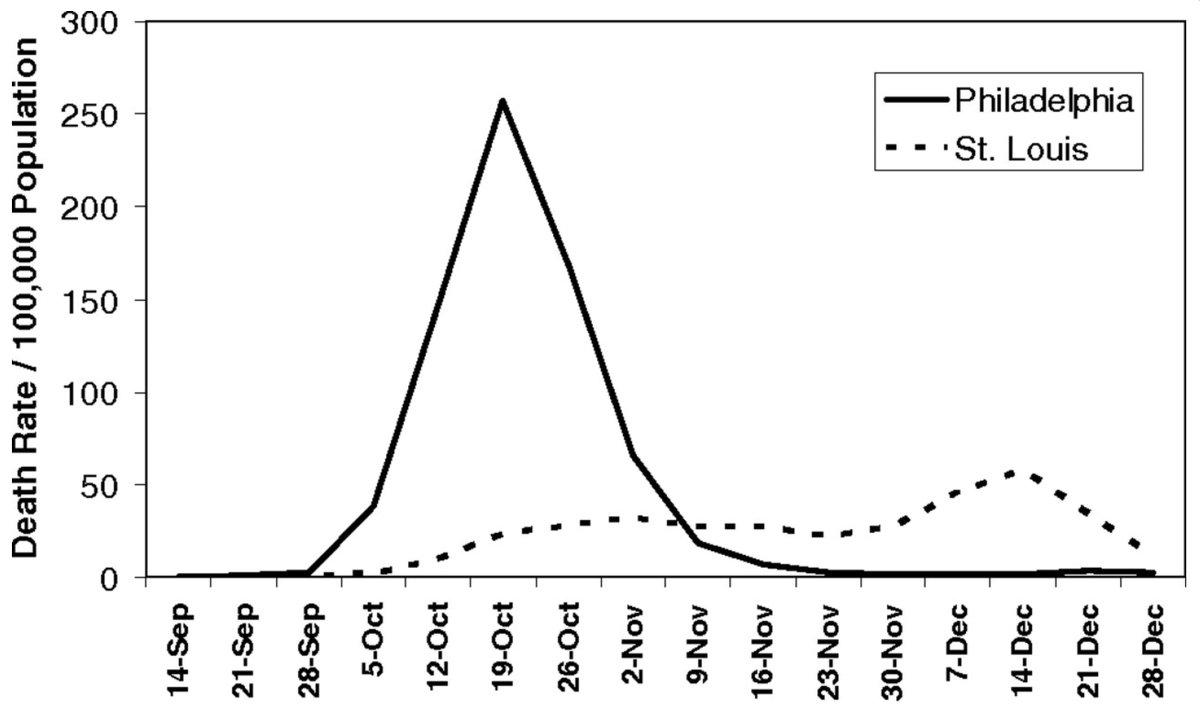 Death Rate / 100,000 Population
300
250
200
150
100
50
0
Philadelphia
St. Louis
14-Sep
21-Sep
28-Sep
5-Oct
12-Oct
19-Oct
26-Oct
2-Nov
9-Nov
16-Nov
23-Nov
30-Nov
7-Dec
14-Dec
21-Dec
28-Dec